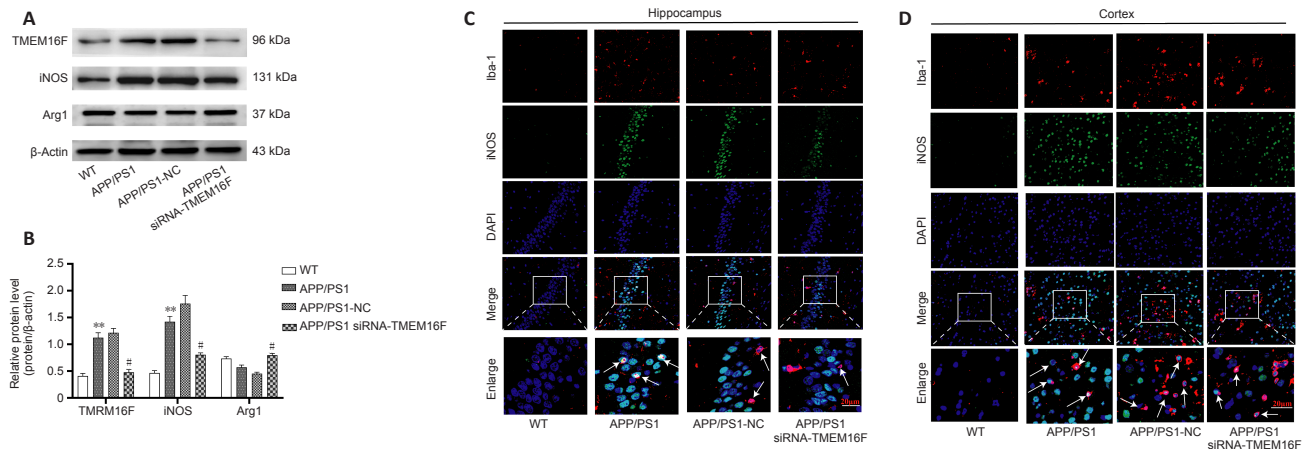 A
TMEM16F
96 kDa
iNOS
131 kDa
Arg1
37 kDa
β-Actin
43 kDa
WT
APP/PS1
APP/PS1-NC
APP/PS1
siRNA-TMEM16F
B
Relative protein level
(protein/β-actin)
2.5
2.0
1.5
1.0
0.5
0
**
#
**
#
#
TMRM16F
iNOS
Arg1
WT
APP/PS1
APP/PS1-NC
APP/PS1 siRNA-TMEM16F
C
Hippocampus
Iba-1
iNOS
DAPI
Merge
Enlarge
20μm
WT
APP/PS1
APP/PS1-NC
APP/PS1
siRNA-TMEM16F
D
Cortex
Iba-1
iNOS
DAPI
Merge
Enlarge
20μm
WT
APP/PS1
APP/PS1-NC
APP/PS1
siRNA-TMEM16F